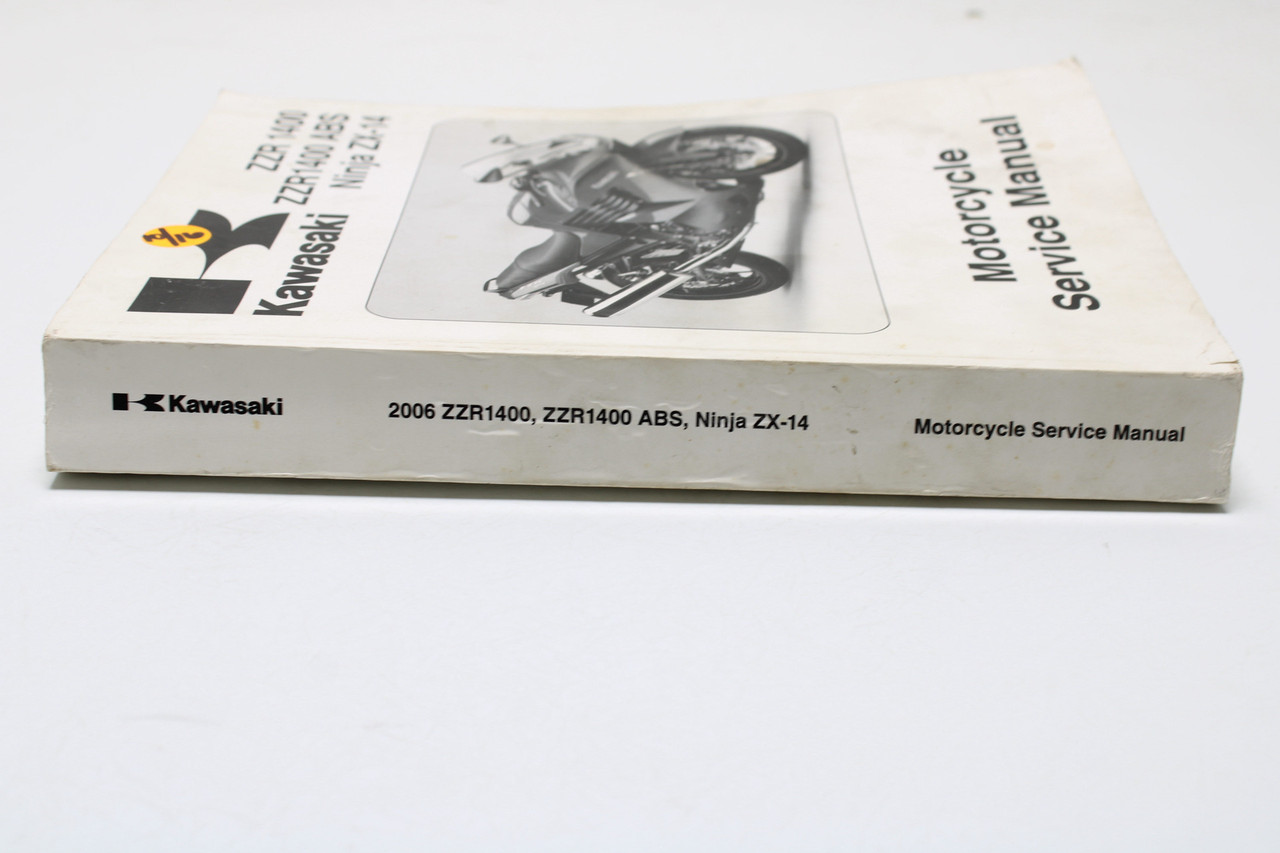 ZZR 1400
ZZR1400 ABS
Ninja ZX-14
Kawasaki
Motorcycle
Service Manual
Kawasaki
2006 ZZR1400, ZZR1400 ABS, Ninja ZX-14
Motorcycle Service Manual